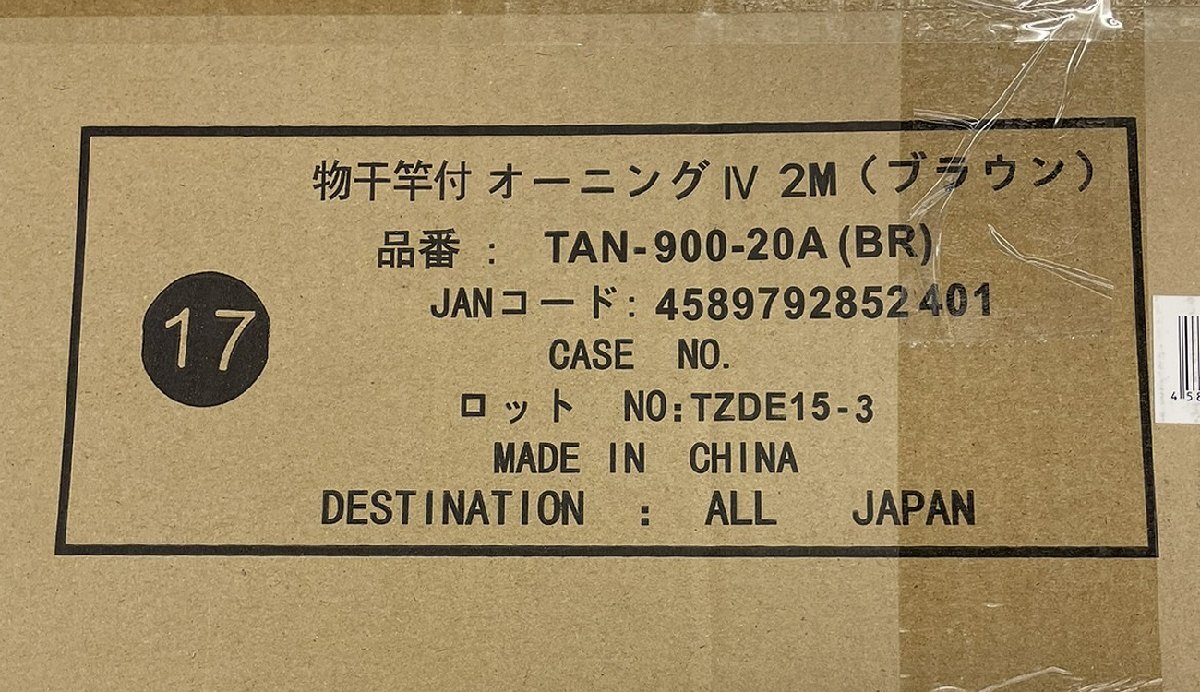 物干竿付 オーニング Ⅳ 2M（ブラウン）
品番 : TAN-900-20A (BR)
JANコード: 4589792852401
17
CASE NO.
ロット NO:TZDE15-3
MADE IN CHINA
DESTINATION : ALL JAPAN